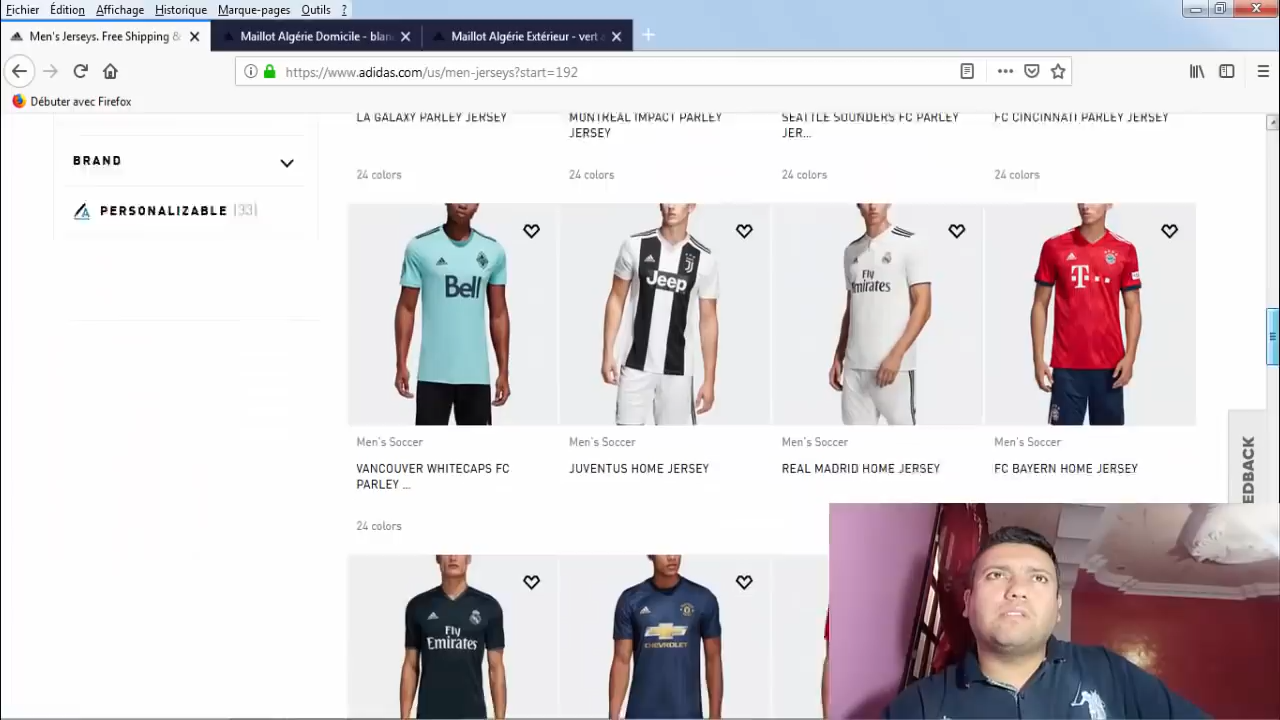 Fichier Édition Affichage Historique Marque-pages Outils ?
Men's Jerseys. Free Shipping &
Maillot Algérie Domicile - blan
Maillot Algérie Extérieur - vert
https://www.adidas.com/us/men-jerseys?start=192
Débuter avec Firefox
LA GALAXY PARLEY JERSEY
MONTREAL IMPACT PARLEY
JERSEY
SEATTLE SOUNDERS FC PARLEY
JER...
FC CINCINNATI PARLEY JERSEY
24 colors
24 colors
24 colors
24 colors
BRAND
PERSONALIZABLE (33)
Bell
Jeep
Fly
Emirates
T
Men's Soccer
VANCOUVER WHITECAPS FC
PARLEY ...
24 colors
Men's Soccer
JUVENTUS HOME JERSEY
Men's Soccer
REAL MADRID HOME JERSEY
Men's Soccer
FC BAYERN HOME JERSEY
EDBACK
Fly
Emirates
CHEVROLET